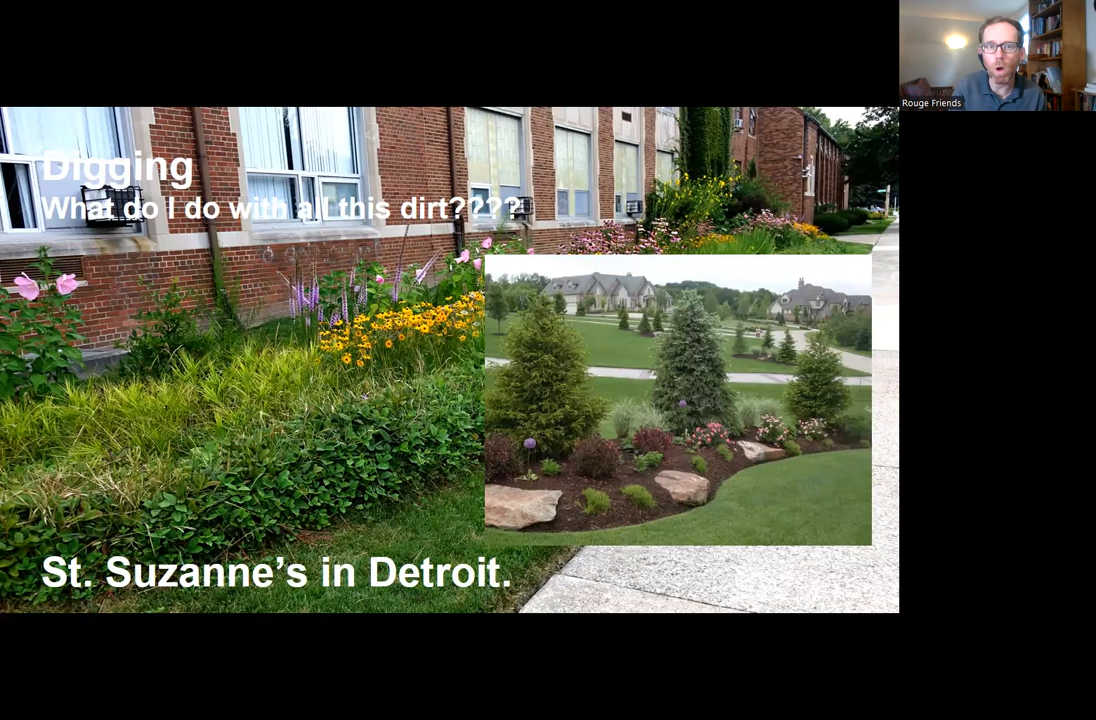 Digging
What do I do with all this dirt????
St. Suzanne's in Detroit.
Rouge Friends